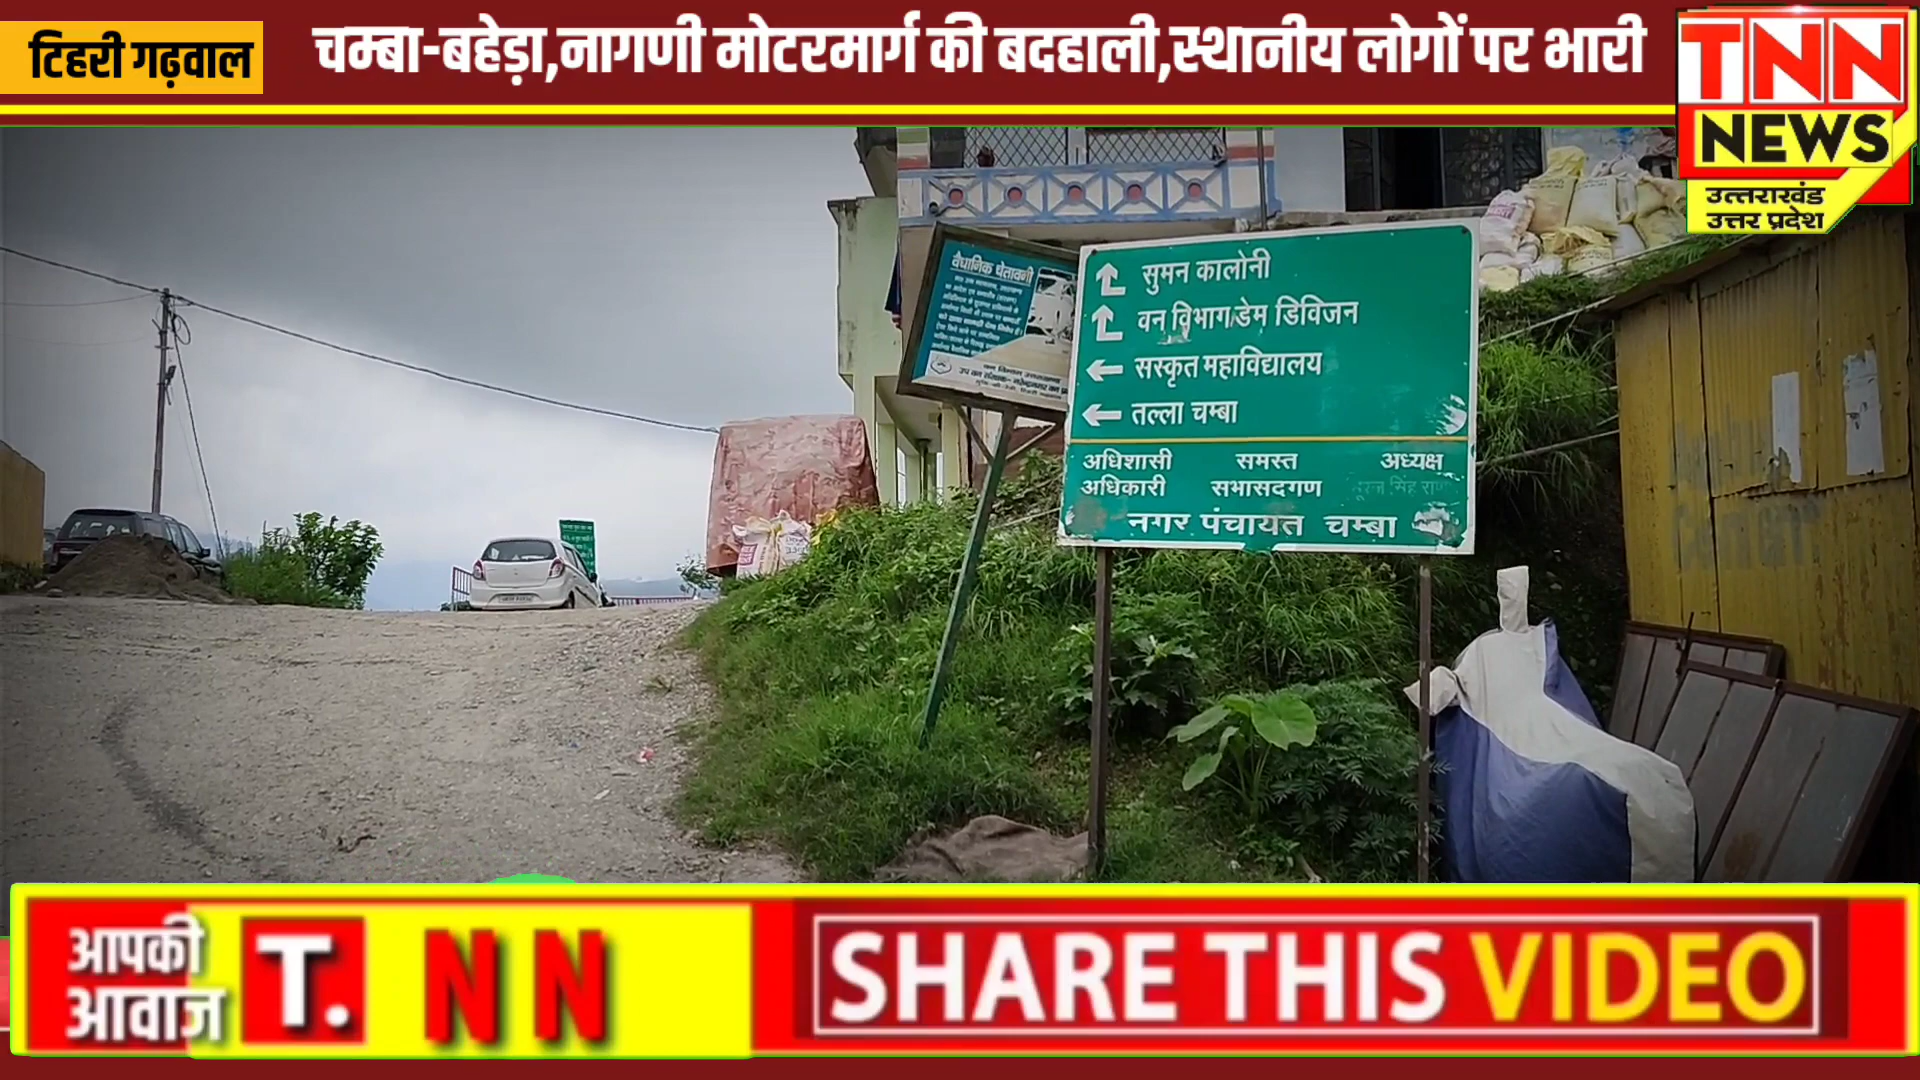 टिहरी गढ़वाल
चम्बा-बहेड़ा,नागणी मोटरमार्ग की बदहाली,स्थानीय लोगों पर भारी
TNN
NEWS
उत्तराखंड
उत्तर प्रदेश
वैधानिक चेतावनी
सुमन कालोनी
वन विभाग/डेम डिविजन
सस्कृत महाविद्यालय
तल्ला चम्बा
अधिशासी समस्त अध्यक्ष
अधिकारी सभासदगण सूरज सिंह
नगर पंचायत चम्बा
आपकी
आवाज
T. N N
SHARE THIS VIDEO